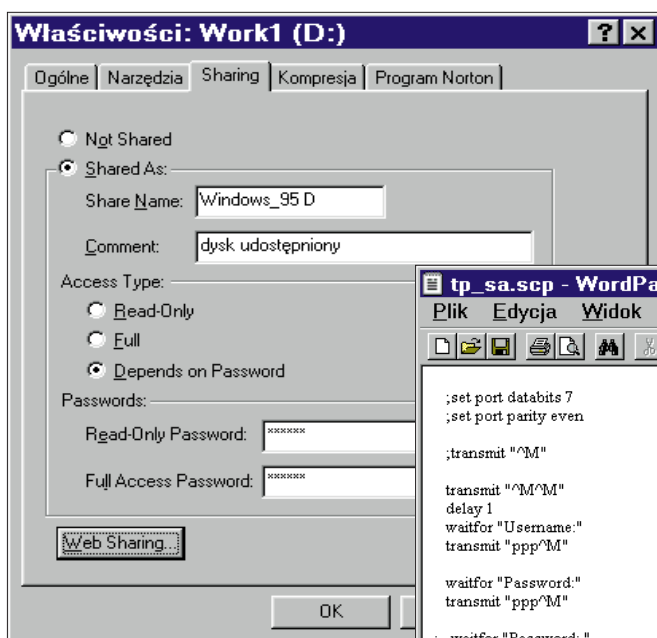 Właściwości: Work1 (D:)
Ogólne Narzędzia Sharing Kompresja Program Norton
Not Shared
Shared As:
Share Name: Windows_95 D
Comment: dysk udostępniony
Access Type:
Read-Only
Full
Depends on Password
Passwords:
Read-Only Password: ××××××
Full Access Password: ××××××
Web Sharing...
OK
tp_sa.scp - WordPa
Plik Edycja Widok
;set port databits 7
;set port parity even
;transmit "^M"
transmit "^M^M"
delay 1
waitfor "Username:"
transmit "ppp^M"
waitfor "Password:"
transmit "ppp^M"
; waitfor "Password:"